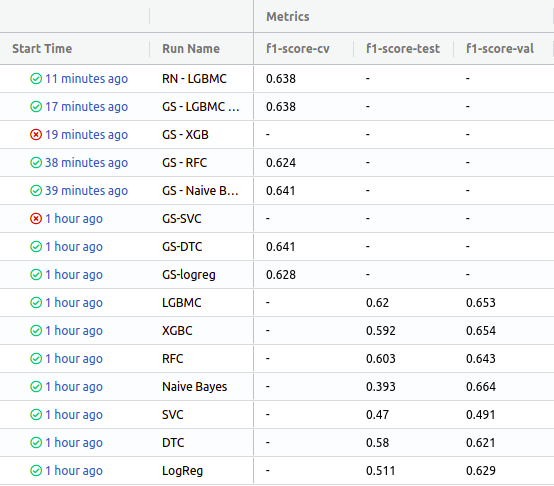 Metrics
Start Time Run Name f1-score-cv f1-score-test f1-score-val
11 minutes ago RN - LGBMC 0.638 - -
17 minutes ago GS - LGBMC ... 0.638 - -
19 minutes ago GS - XGB - - -
38 minutes ago GS - RFC 0.624 - -
39 minutes ago GS - Naive B... 0.641 - -
1 hour ago GS-SVC - - -
1 hour ago GS-DTC 0.641 - -
1 hour ago GS-logreg 0.628 - -
1 hour ago LGBMC - 0.62 0.653
1 hour ago XGBC - 0.592 0.654
1 hour ago RFC - 0.603 0.643
1 hour ago Naive Bayes - 0.393 0.664
1 hour ago SVC - 0.47 0.491
1 hour ago DTC - 0.58 0.621
1 hour ago LogReg - 0.511 0.629